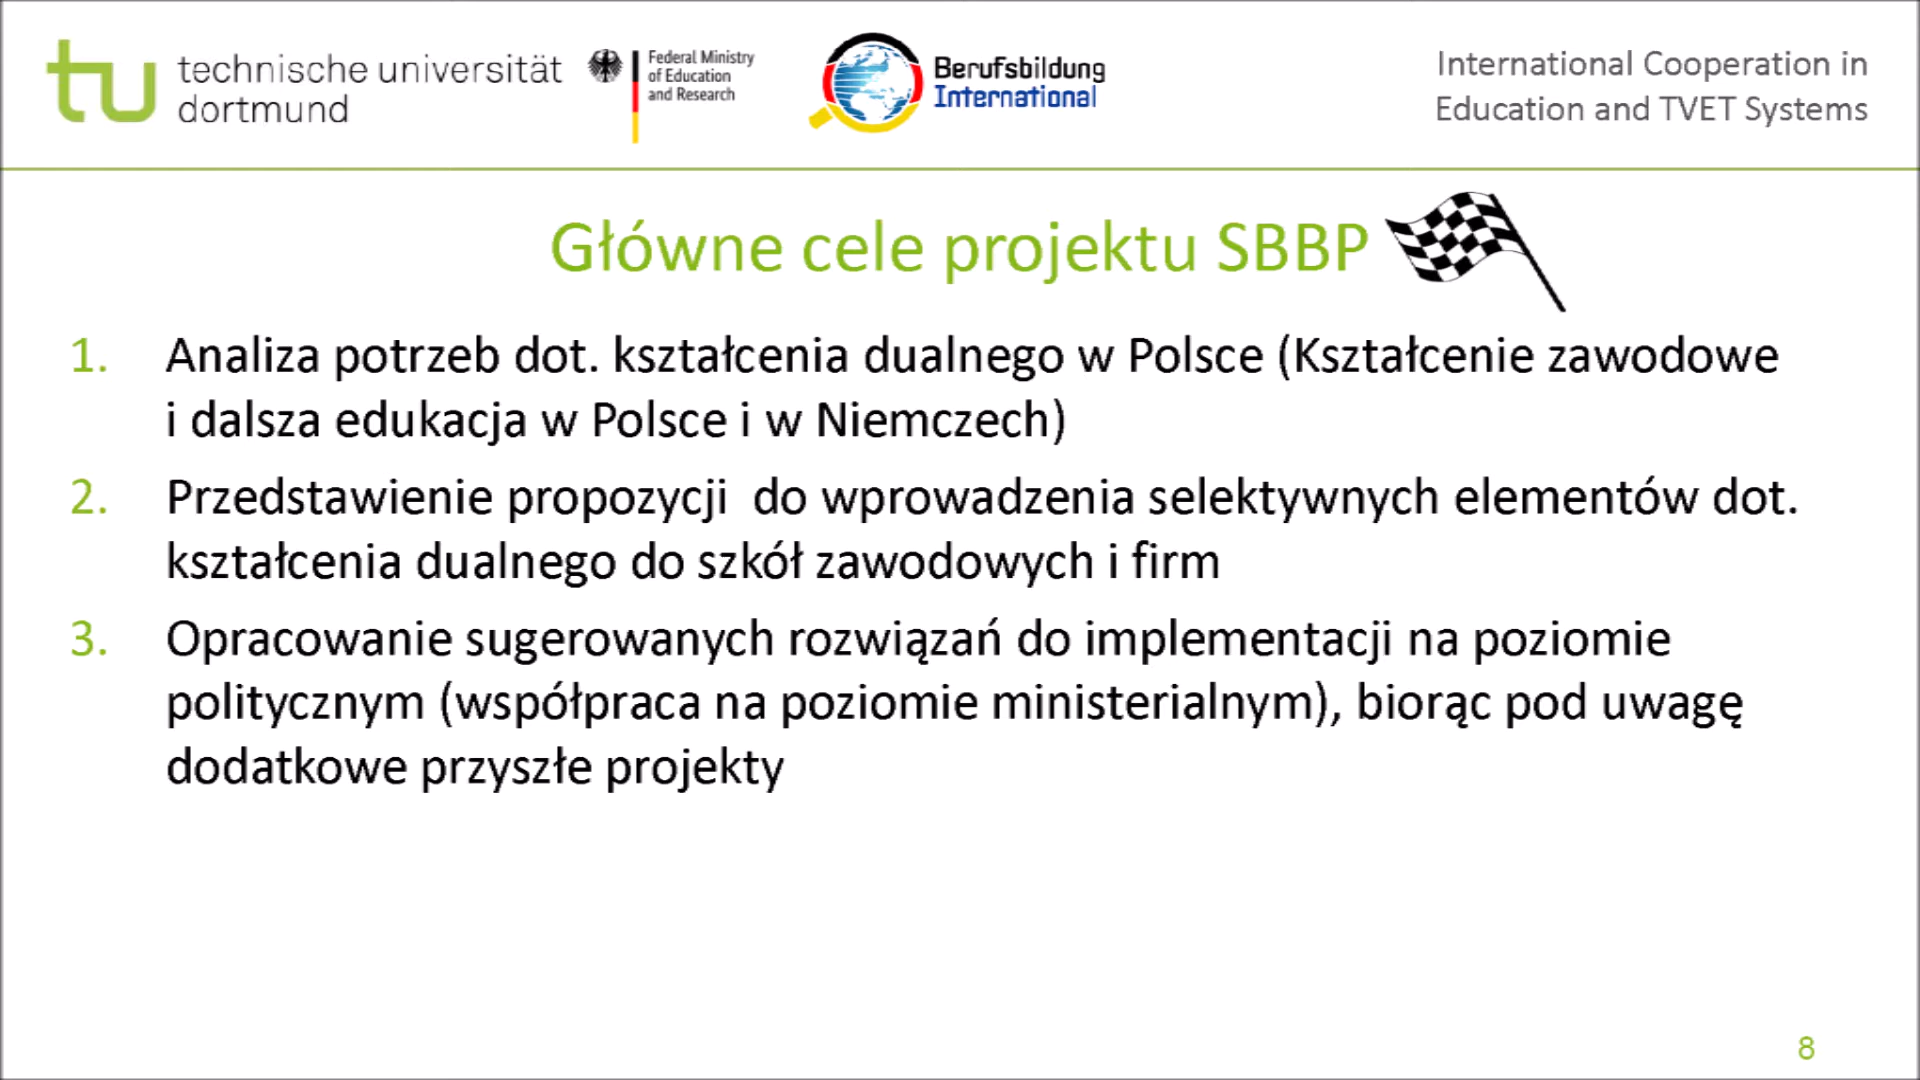 technische universität
dortmund
Federal Ministry
of Education
and Research
Berufsbildung
International
International Cooperation in
Education and TVET Systems
Główne cele projektu SBBP
1. Analiza potrzeb dot. kształcenia dualnego w Polsce (Kształcenie zawodowe
i dalsza edukacja w Polsce i w Niemczech)
2. Przedstawienie propozycji do wprowadzenia selektywnych elementów dot.
kształcenia dualnego do szkół zawodowych i firm
3. Opracowanie sugerowanych rozwiązań do implementacji na poziomie
politycznym (współpraca na poziomie ministerialnym), biorąc pod uwagę
dodatkowe przyszłe projekty
8